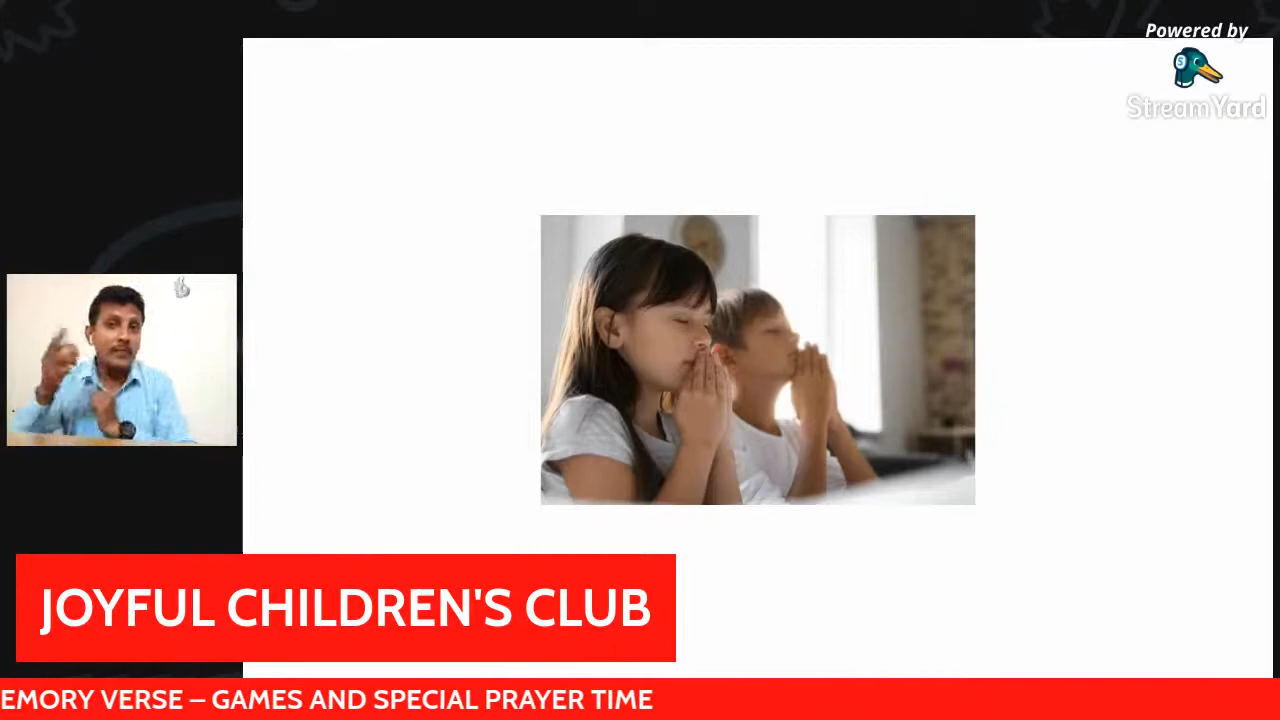 Powered by
StreamYard
JOYFUL CHILDREN'S CLUB
EMORY VERSE – GAMES AND SPECIAL PRAYER TIME